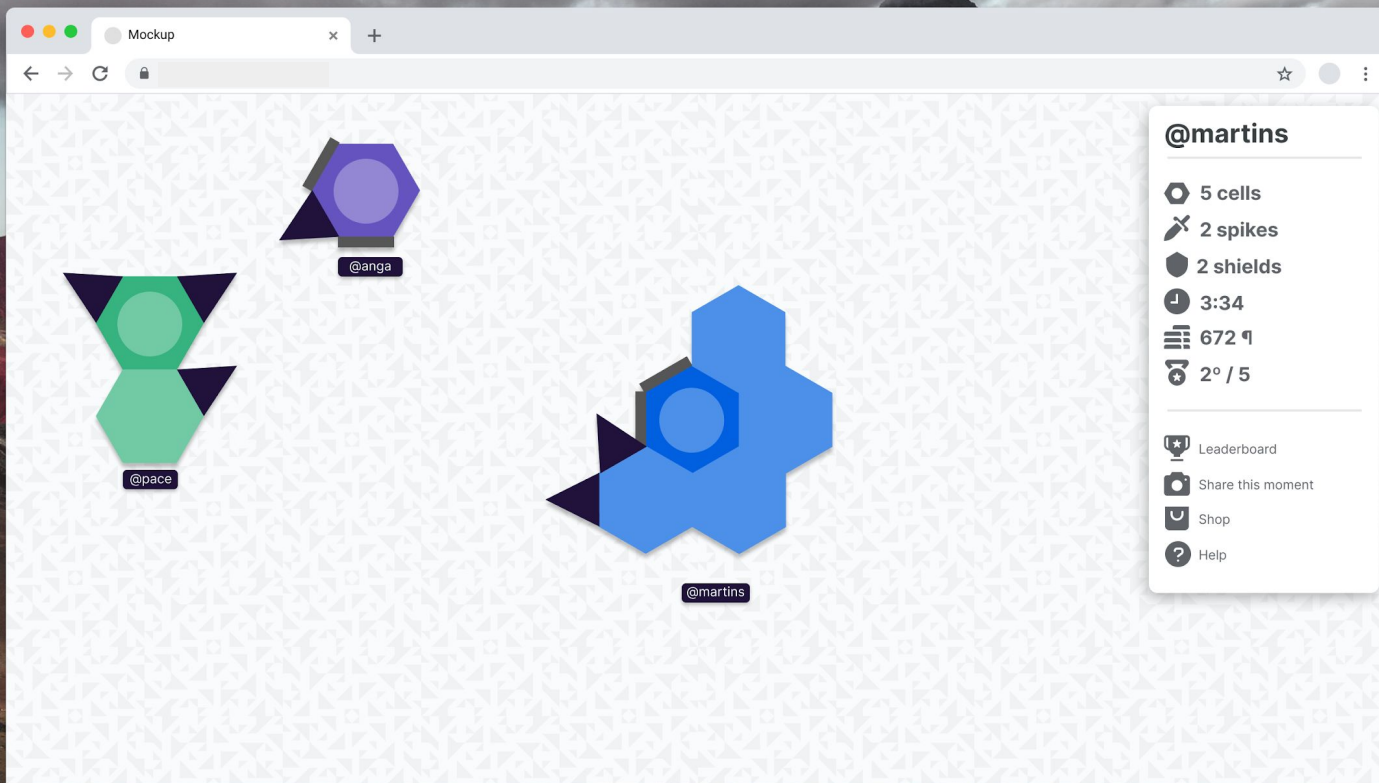 Mockup
@anga
@pace
@martins
@martins
5 cells
2 spikes
2 shields
3:34
672 ¶
2º / 5
Leaderboard
Share this moment
Shop
Help